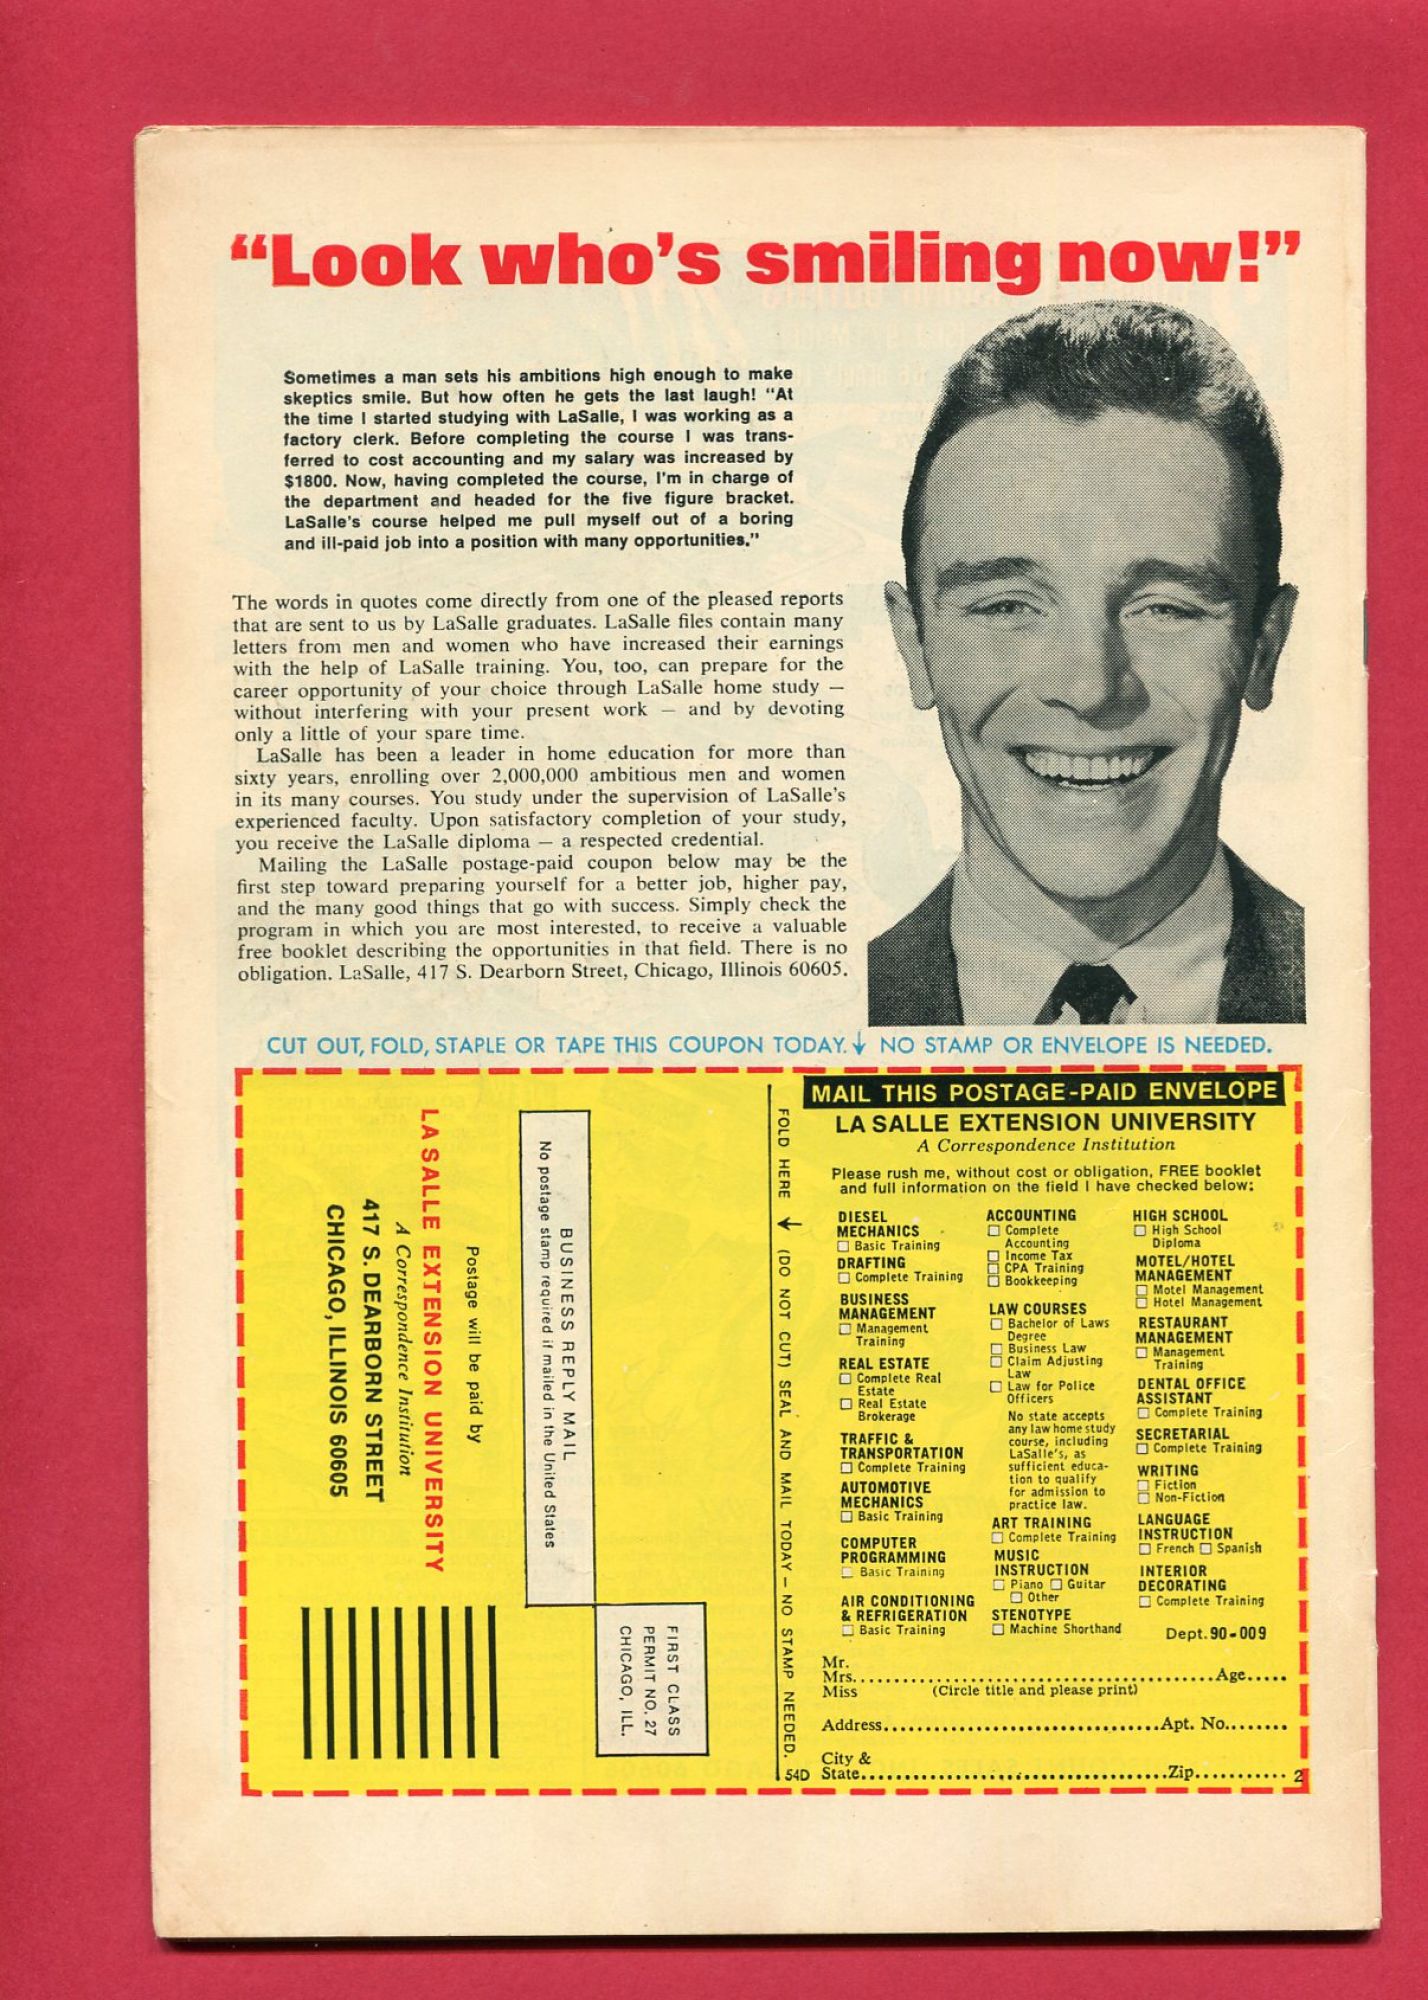 “Look who’s smiling now!”
Sometimes a man sets his ambitions high enough to make
skeptics smile. But how often he gets the last laugh! “At
the time I started studying with LaSalle, I was working as a
factory clerk. Before completing the course I was trans-
ferred to cost accounting and my salary was increased by
$1800. Now, having completed the course, I’m in charge of
the department and headed for the five figure bracket.
LaSalle’s course helped me pull myself out of a boring
and ill-paid job into a position with many opportunities.”
The words in quotes come directly from one of the pleased reports
that are sent to us by LaSalle graduates. LaSalle files contain many
letters from men and women who have increased their earnings
with the help of LaSalle training. You, too, can prepare for the
career opportunity of your choice through LaSalle home study —
without interfering with your present work — and by devoting
only a little of your spare time.
LaSalle has been a leader in home education for more than
sixty years, enrolling over 2,000,000 ambitious men and women
in its many courses. You study under the supervision of LaSalle’s
experienced faculty. Upon satisfactory completion of your study,
you receive the LaSalle diploma — a respected credential.
Mailing the LaSalle postage-paid coupon below may be the
first step toward preparing yourself for a better job, higher pay,
and the many good things that go with success. Simply check the
program in which you are most interested, to receive a valuable
free booklet describing the opportunities in that field. There is no
obligation. LaSalle, 417 S. Dearborn Street, Chicago, Illinois 60605.
CUT OUT, FOLD, STAPLE OR TAPE THIS COUPON TODAY. ↓ NO STAMP OR ENVELOPE IS NEEDED.
FIRST CLASS
PERMIT NO. 27
CHICAGO, ILL.
BUSINESS REPLY MAIL
No postage stamp required if mailed in the United States
Postage will be paid by
LA SALLE EXTENSION UNIVERSITY
A Correspondence Institution
417 S. DEARBORN STREET
CHICAGO, ILLINOIS 60605
FOLD HERE ↓ (DO NOT CUT) SEAL AND MAIL TODAY – NO STAMP NEEDED.
54D
MAIL THIS POSTAGE-PAID ENVELOPE
LA SALLE EXTENSION UNIVERSITY
A Correspondence Institution
Please rush me, without cost or obligation, FREE booklet
and full information on the field I have checked below:
DIESEL
MECHANICS
☐ Basic Training
DRAFTING
☐ Complete Training
BUSINESS
MANAGEMENT
☐ Management
Training
REAL ESTATE
☐ Complete Real
Estate
☐ Real Estate
Brokerage
TRAFFIC &
TRANSPORTATION
☐ Complete Training
AUTOMOTIVE
MECHANICS
☐ Basic Training
COMPUTER
PROGRAMMING
☐ Basic Training
AIR CONDITIONING
& REFRIGERATION
☐ Basic Training
ACCOUNTING
☐ Complete
Accounting
☐ Income Tax
☐ CPA Training
☐ Bookkeeping
LAW COURSES
☐ Bachelor of Laws
Degree
☐ Business Law
☐ Claim Adjusting
Law
☐ Law for Police
Officers
No state accepts
any law home study
course, including
LaSalle’s, as
sufficient educa-
tion to qualify
for admission to
practice law.
ART TRAINING
☐ Complete Training
MUSIC
INSTRUCTION
☐ Piano ☐ Guitar
☐ Other
STENOTYPE
☐ Machine Shorthand
HIGH SCHOOL
☐ High School
Diploma
MOTEL/HOTEL
MANAGEMENT
☐ Motel Management
☐ Hotel Management
RESTAURANT
MANAGEMENT
☐ Management
Training
DENTAL OFFICE
ASSISTANT
☐ Complete Training
SECRETARIAL
☐ Complete Training
WRITING
☐ Fiction
☐ Non-Fiction
LANGUAGE
INSTRUCTION
☐ French ☐ Spanish
INTERIOR
DECORATING
☐ Complete Training
Dept. 90-009
Mr.
Mrs. Age
Miss (Circle title and please print)
Address Apt. No.
City &
State Zip 2